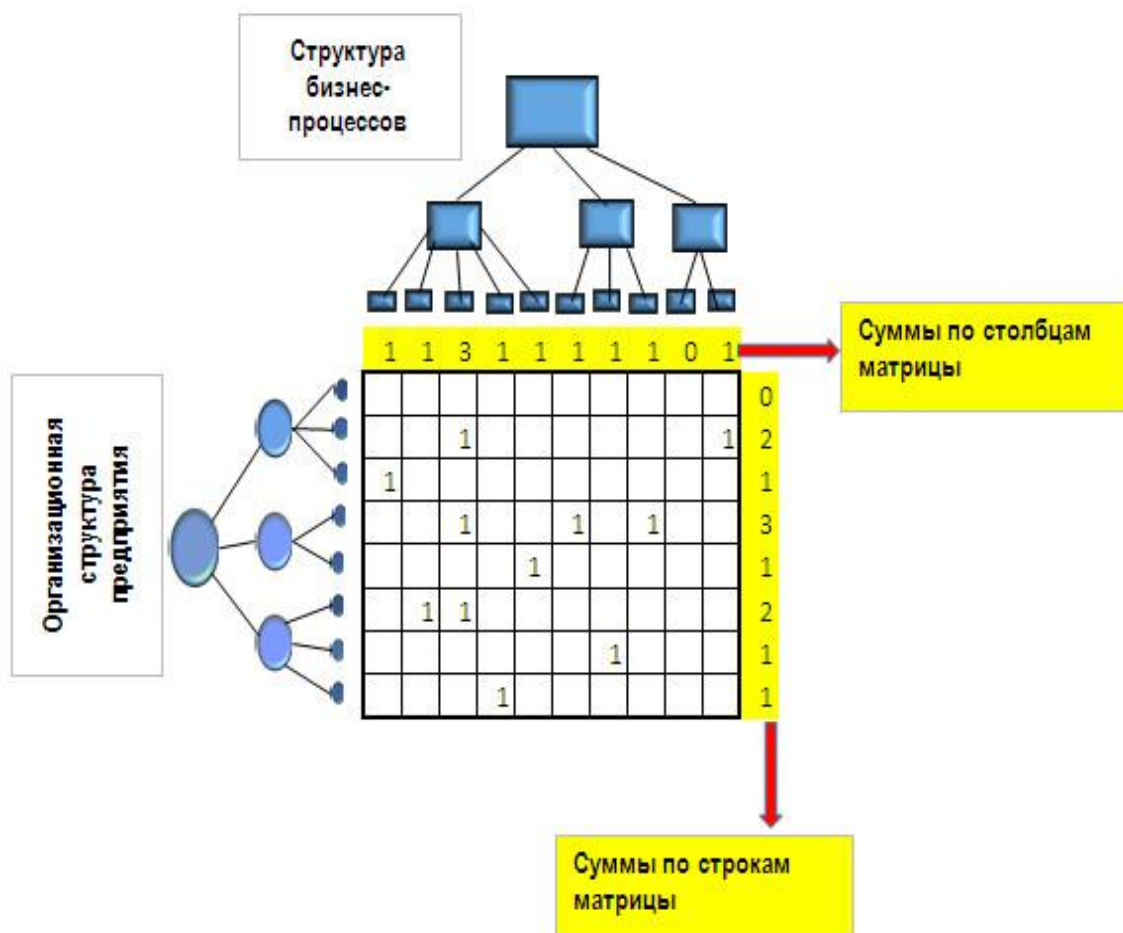 Структура
бизнес-
процессов
Суммы по столбцам
матрицы
1 1 3 1 1 1 1 1 0 1
Организационная
структура
предприятия
0
1 1 2
1 1
1 1 1 3
1 1
1 1 2
1 1
1 1
Суммы по строкам
матрицы